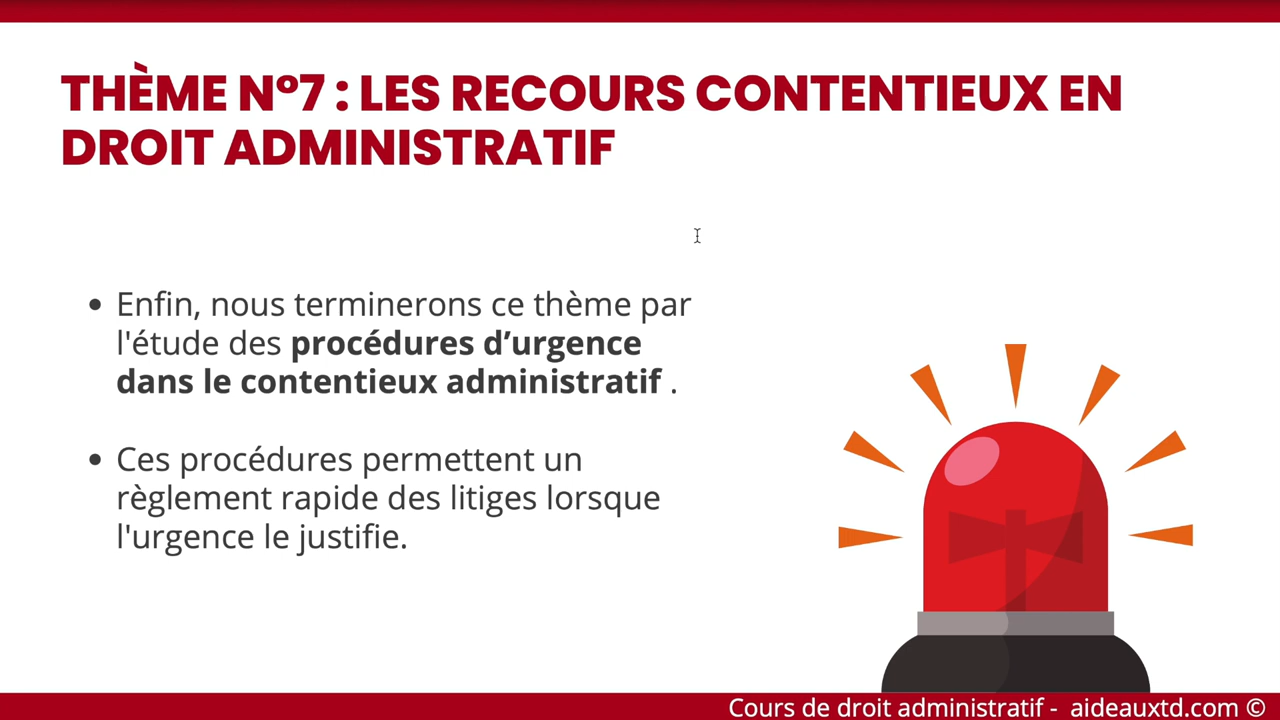 THÈME N°7 : LES RECOURS CONTENTIEUX EN
DROIT ADMINISTRATIF
• Enfin, nous terminerons ce thème par
l'étude des procédures d’urgence
dans le contentieux administratif .
• Ces procédures permettent un
règlement rapide des litiges lorsque
l'urgence le justifie.
Cours de droit administratif - aideauxtd.com ©